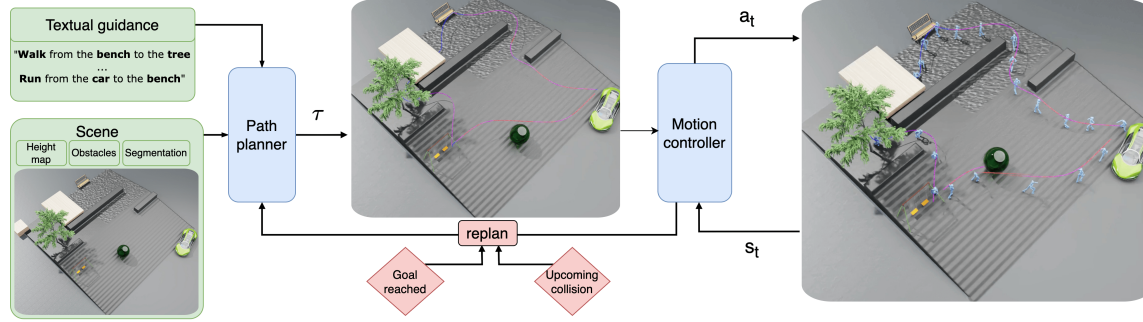 Textual guidance
"Walk from the bench to the tree
...
Run from the car to the bench"
Scene
Height
map
Obstacles
Segmentation
Path
planner
τ
replan
Goal
reached
Upcoming
collision
Motion
controller
a_t
s_t